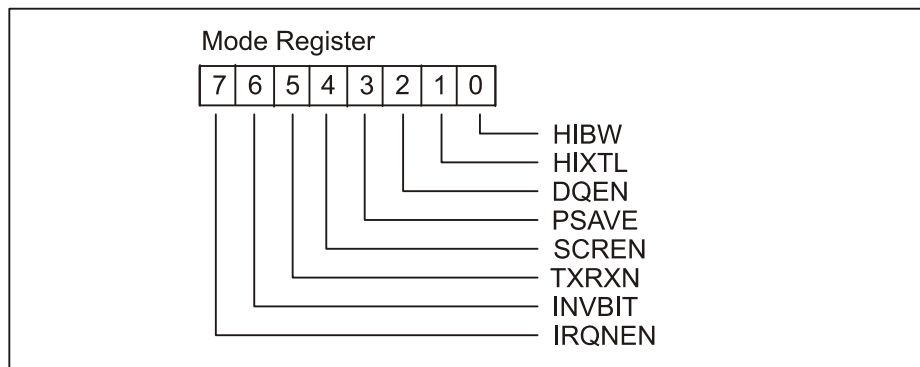 Mode Register
7 6 5 4 3 2 1 0
HIBW
HIXTL
DQEN
PSAVE
SCREN
TXRXN
INVBIT
IRQNEN